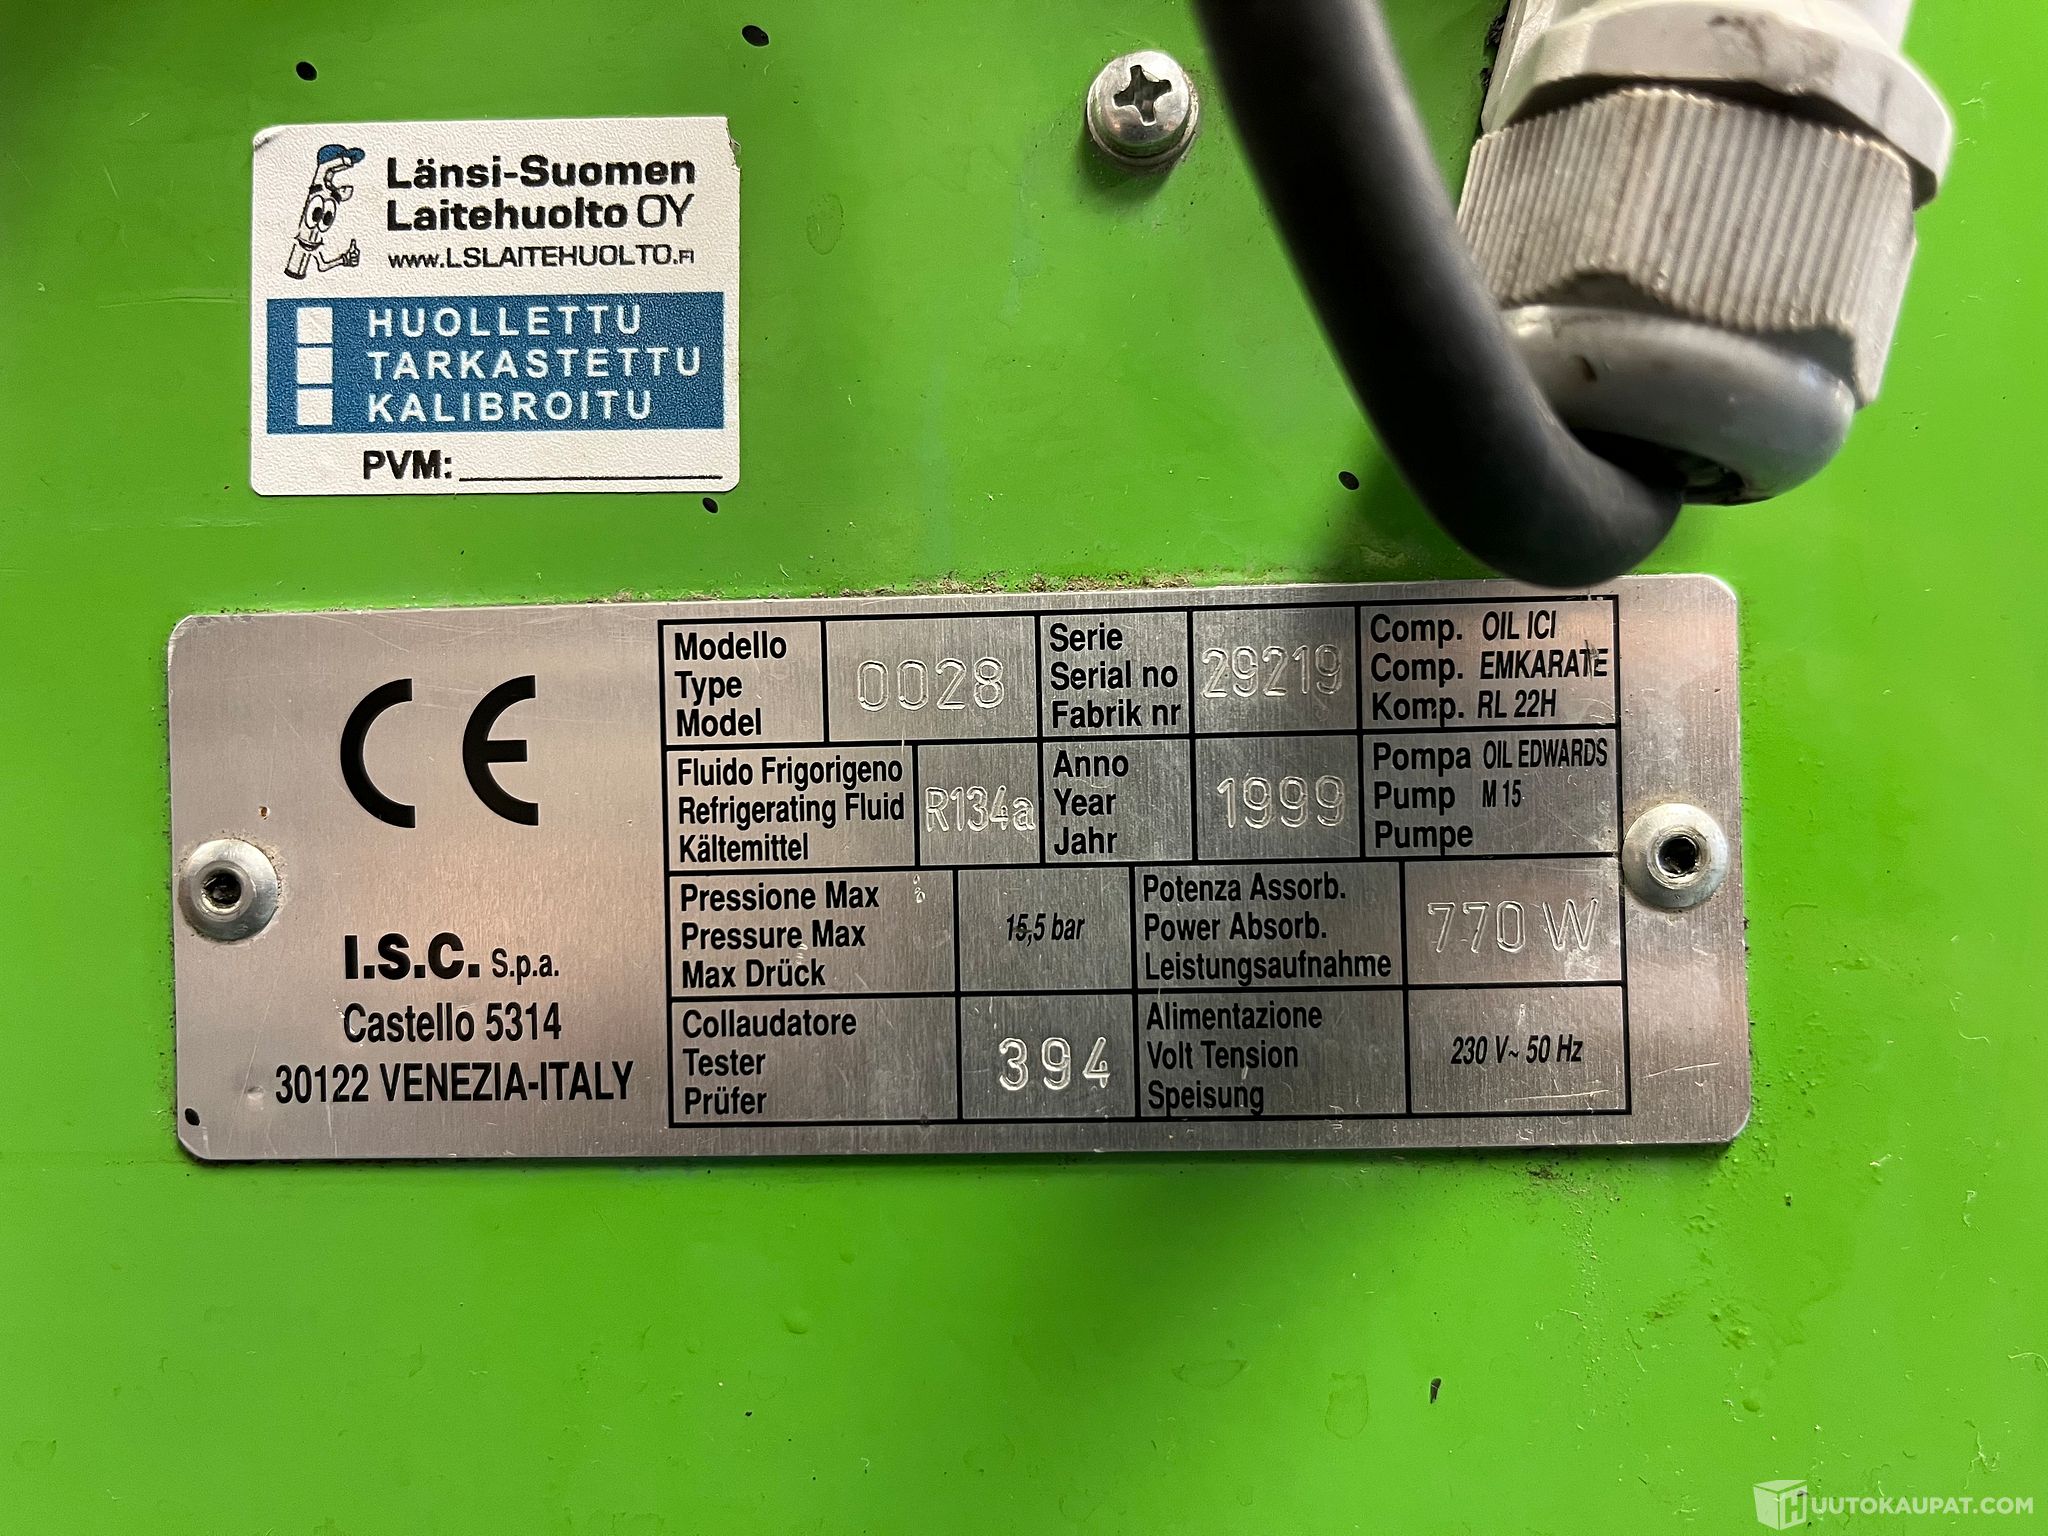 Länsi-Suomen
Laitehuolto OY
www.LSLAITEHUOLTO.FI
HUOLLETTU
TARKASTETTU
KALIBROITU
PVM:
CE
I.S.C. S.p.a.
Castello 5314
30122 VENEZIA-ITALY
Modello
Type
Model
0028
Serie
Serial no
Fabrik nr
29219
Comp. OIL ICI
Comp. EMKARATE
Komp. RL 22H
Fluido Frigorigeno
Refrigerating Fluid
Kältemittel
R134a
Anno
Year
Jahr
1999
Pompa OIL EDWARDS
Pump M 15
Pumpe
Pressione Max
Pressure Max
Max Drück
15,5 bar
Potenza Assorb.
Power Absorb.
Leistungsaufnahme
770 W
Collaudatore
Tester
Prüfer
394
Alimentazione
Volt Tension
Speisung
230 V~ 50 Hz
HUUTOKAUPAT.COM